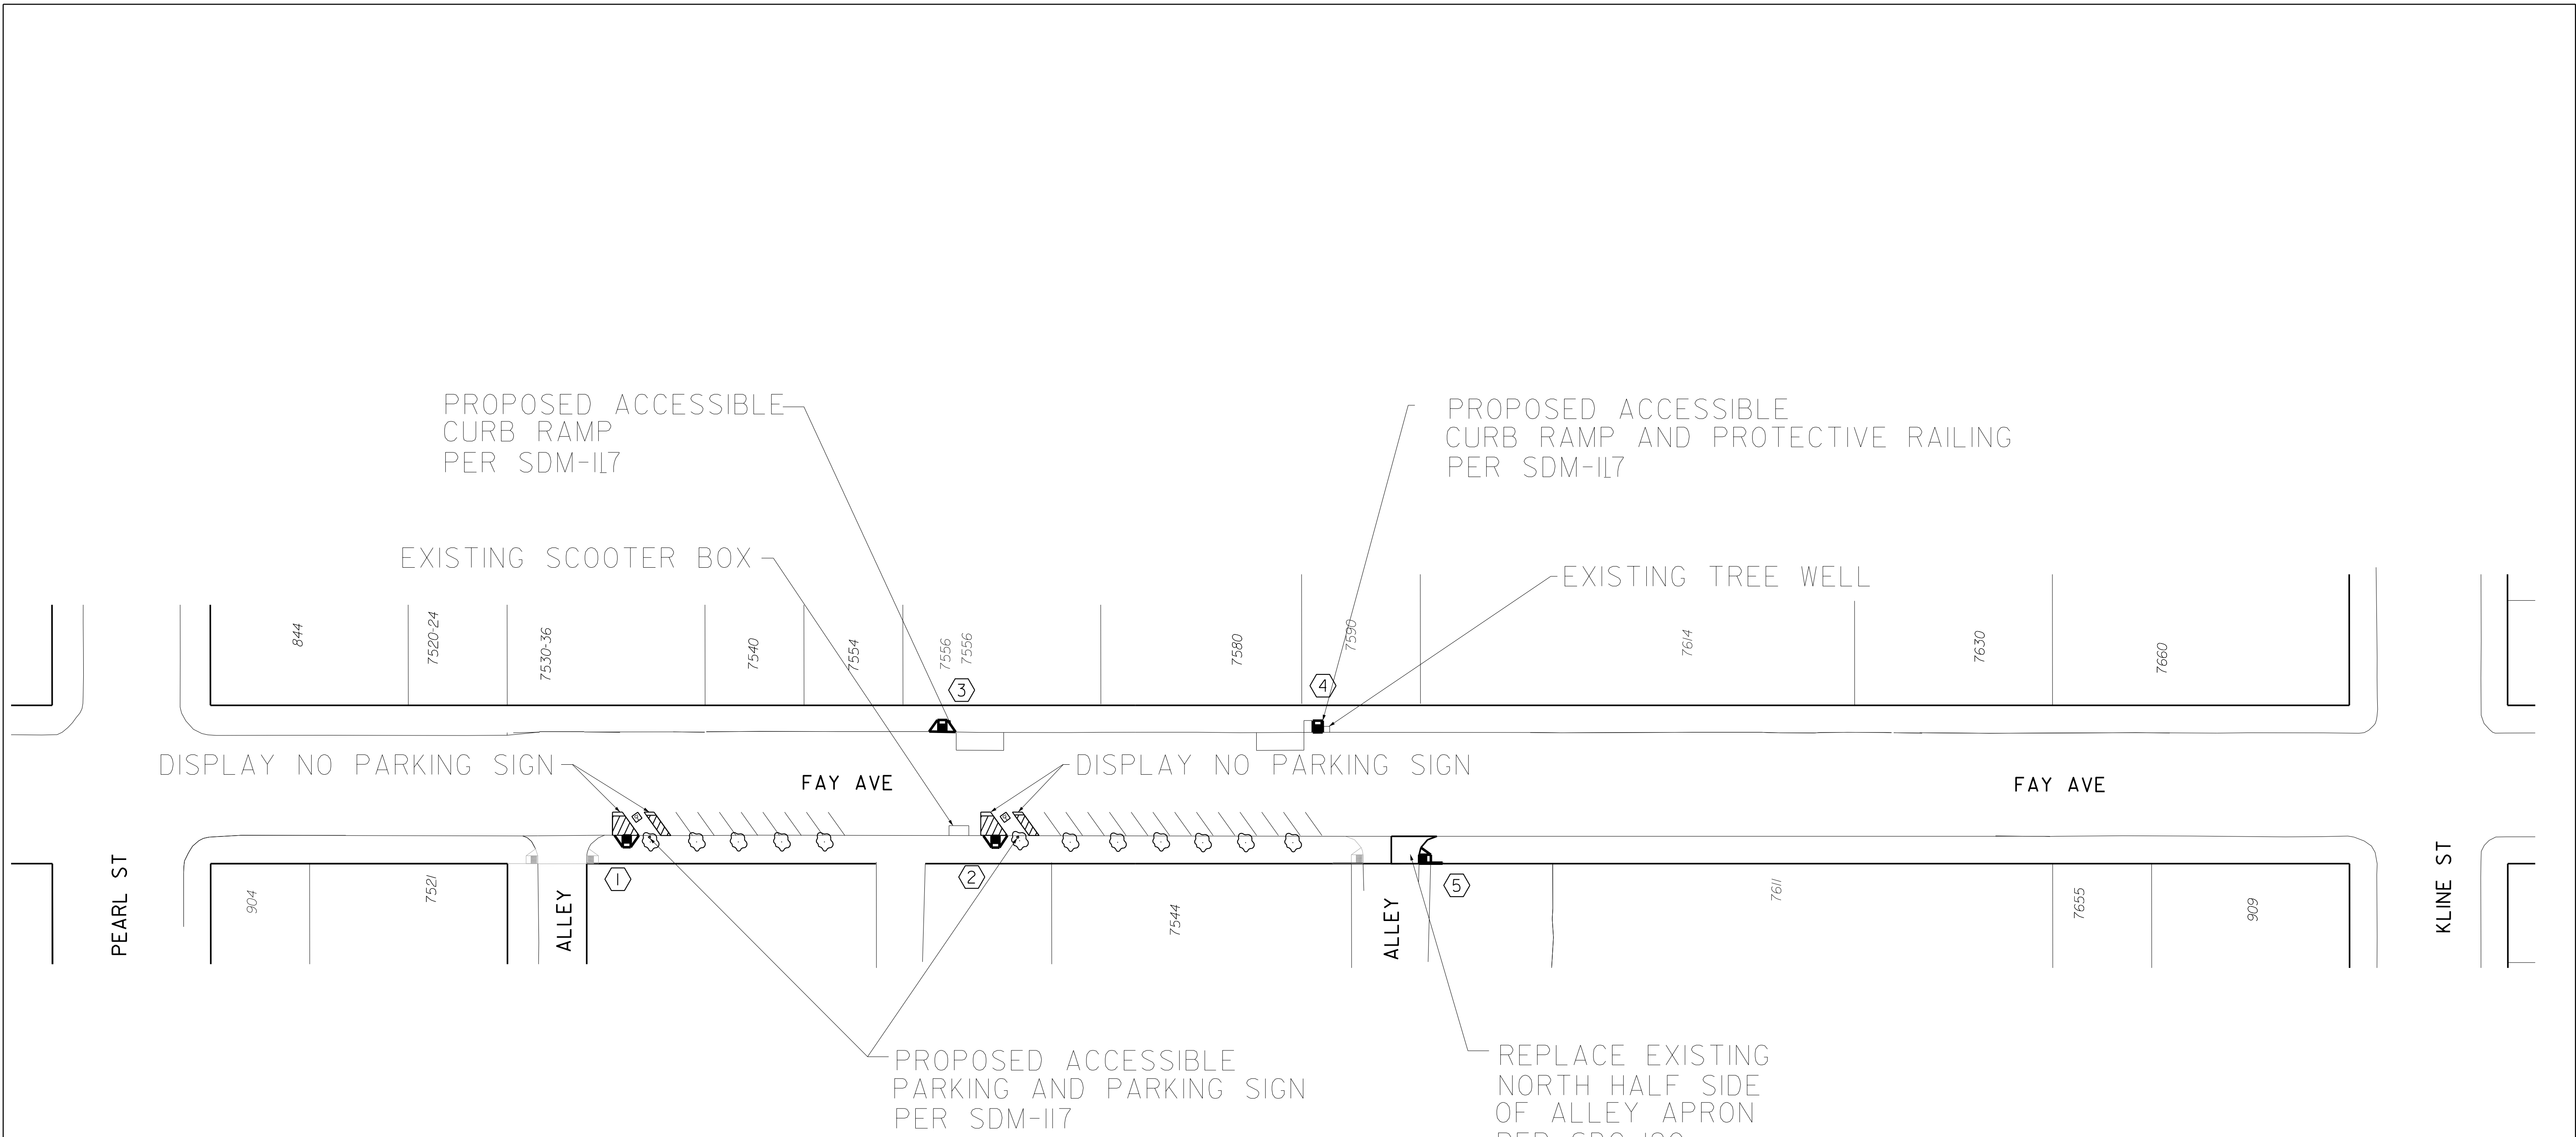 PROPOSED ACCESSIBLE
CURB RAMP
PER SDM-117
PROPOSED ACCESSIBLE
CURB RAMP AND PROTECTIVE RAILING
PER SDM-117
EXISTING SCOOTER BOX
EXISTING TREE WELL
844
7520-24
7530-36
7540
7554
7556
7556
7580
7590
7614
7630
7660
3
4
DISPLAY NO PARKING SIGN
FAY AVE
DISPLAY NO PARKING SIGN
FAY AVE
PEARL ST
904
7521
ALLEY
1
2
7544
ALLEY
5
7611
7655
909
KLINE ST
PROPOSED ACCESSIBLE
PARKING AND PARKING SIGN
PER SDM-117
REPLACE EXISTING
NORTH HALF SIDE
OF ALLEY APRON